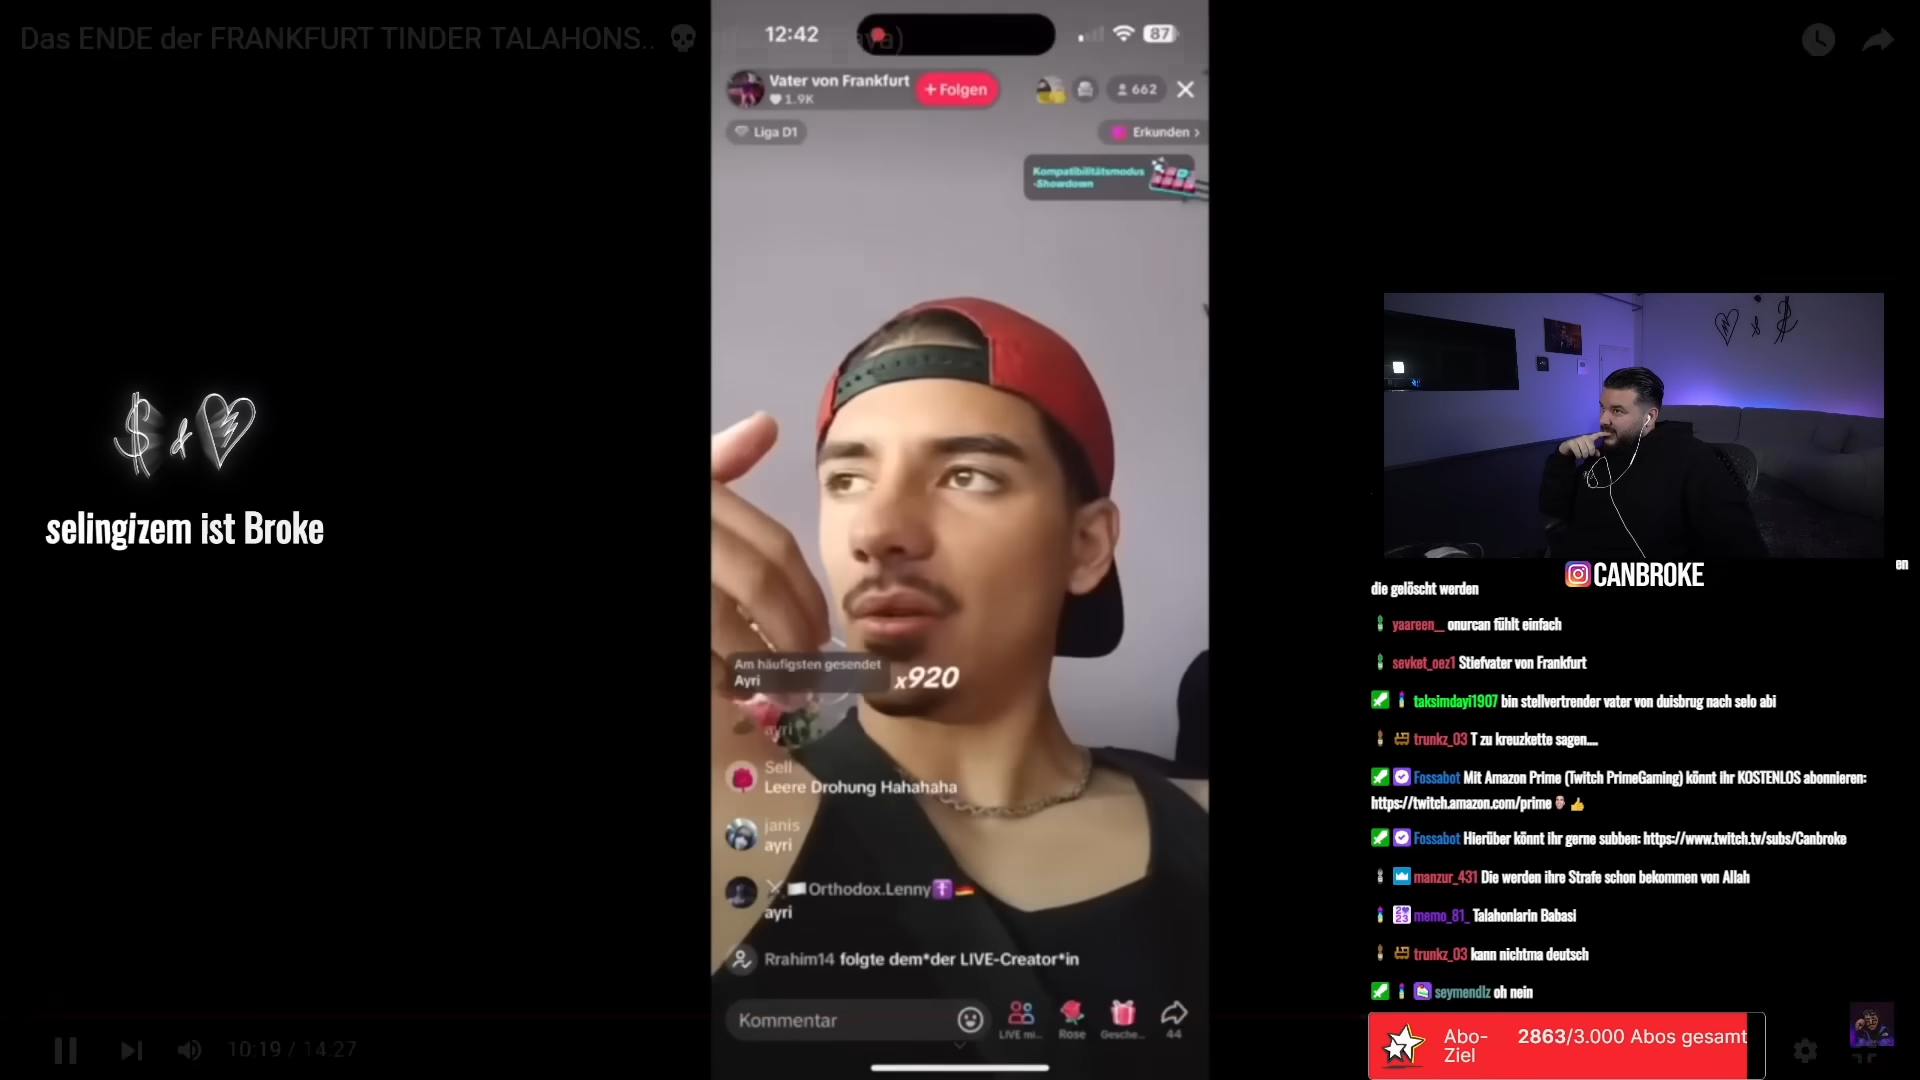 Das ENDE der FRANKFURT TINDER TALAHONS..
12:42
87
Vater von Frankfurt
1.9K
+ Folgen
662
Liga D1
Erkunden >
Kompatibilitätsmodus
-Showdown
selingizem ist Broke
CANBROKE
en
die gelöscht werden
yaareen__ onurcan fühlt einfach
sevket_oez1 Stiefvater von Frankfurt
taksimdayi1907 bin stellvertrender vater von duisbrug nach selo abi
trunkz_03 T zu kreuzkette sagen....
Fossabot Mit Amazon Prime (Twitch PrimeGaming) könnt ihr KOSTENLOS abonnieren:
https://twitch.amazon.com/prime
Fossabot Hierüber könnt ihr gerne subben: https://www.twitch.tv/subs/Canbroke
manzur_431 Die werden ihre Strafe schon bekommen von Allah
memo_81_ Talahonlarin Babasi
trunkz_03 kann nichtma deutsch
seymendlz oh nein
Am häufigsten gesendet
Ayri
x920
ayri
Sell
Leere Drohung Hahahaha
janis
ayri
Orthodox.Lenny
ayri
Rrahim14 folgte dem*der LIVE-Creator*in
Kommentar
LIVE mi...
Rose
Gesche...
44
10:19 / 14:27
Abo-
Ziel
2863/3.000 Abos gesamt